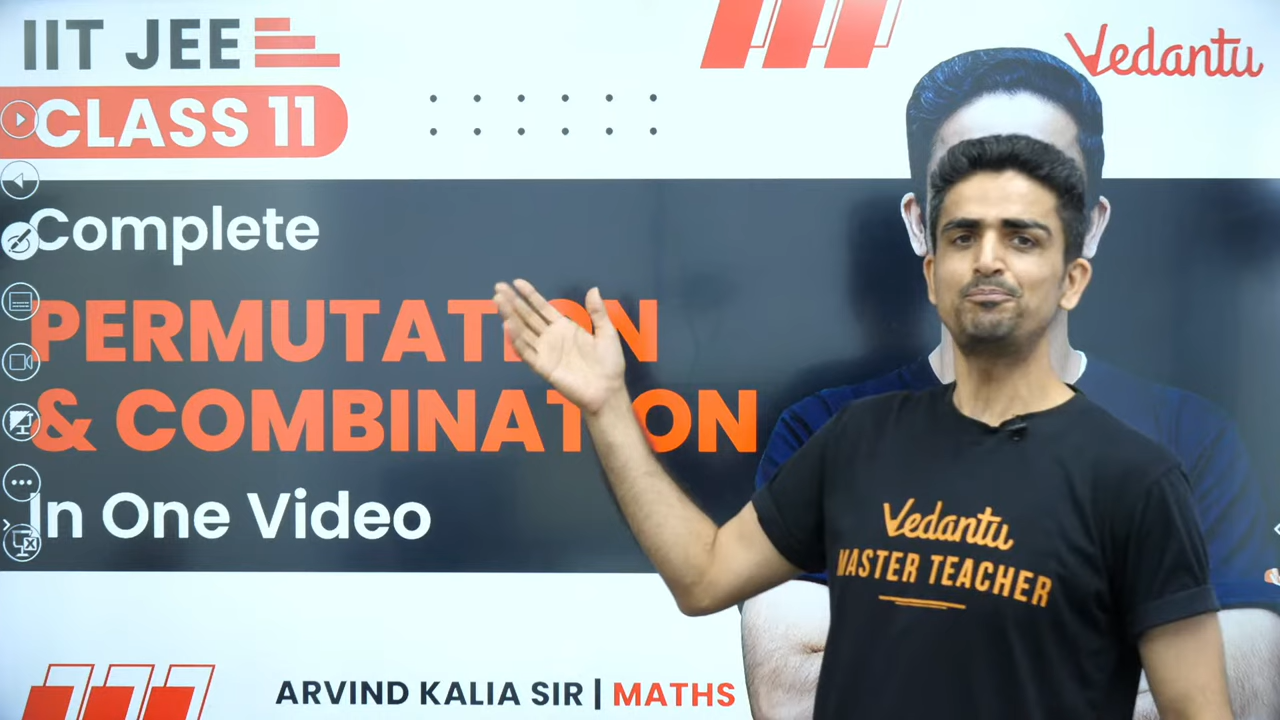 IIT JEE
CLASS 11
Vedantu
Complete
PERMUTATION
& COMBINATION
In One Video
Vedantu
MASTER TEACHER
ARVIND KALIA SIR | MATHS